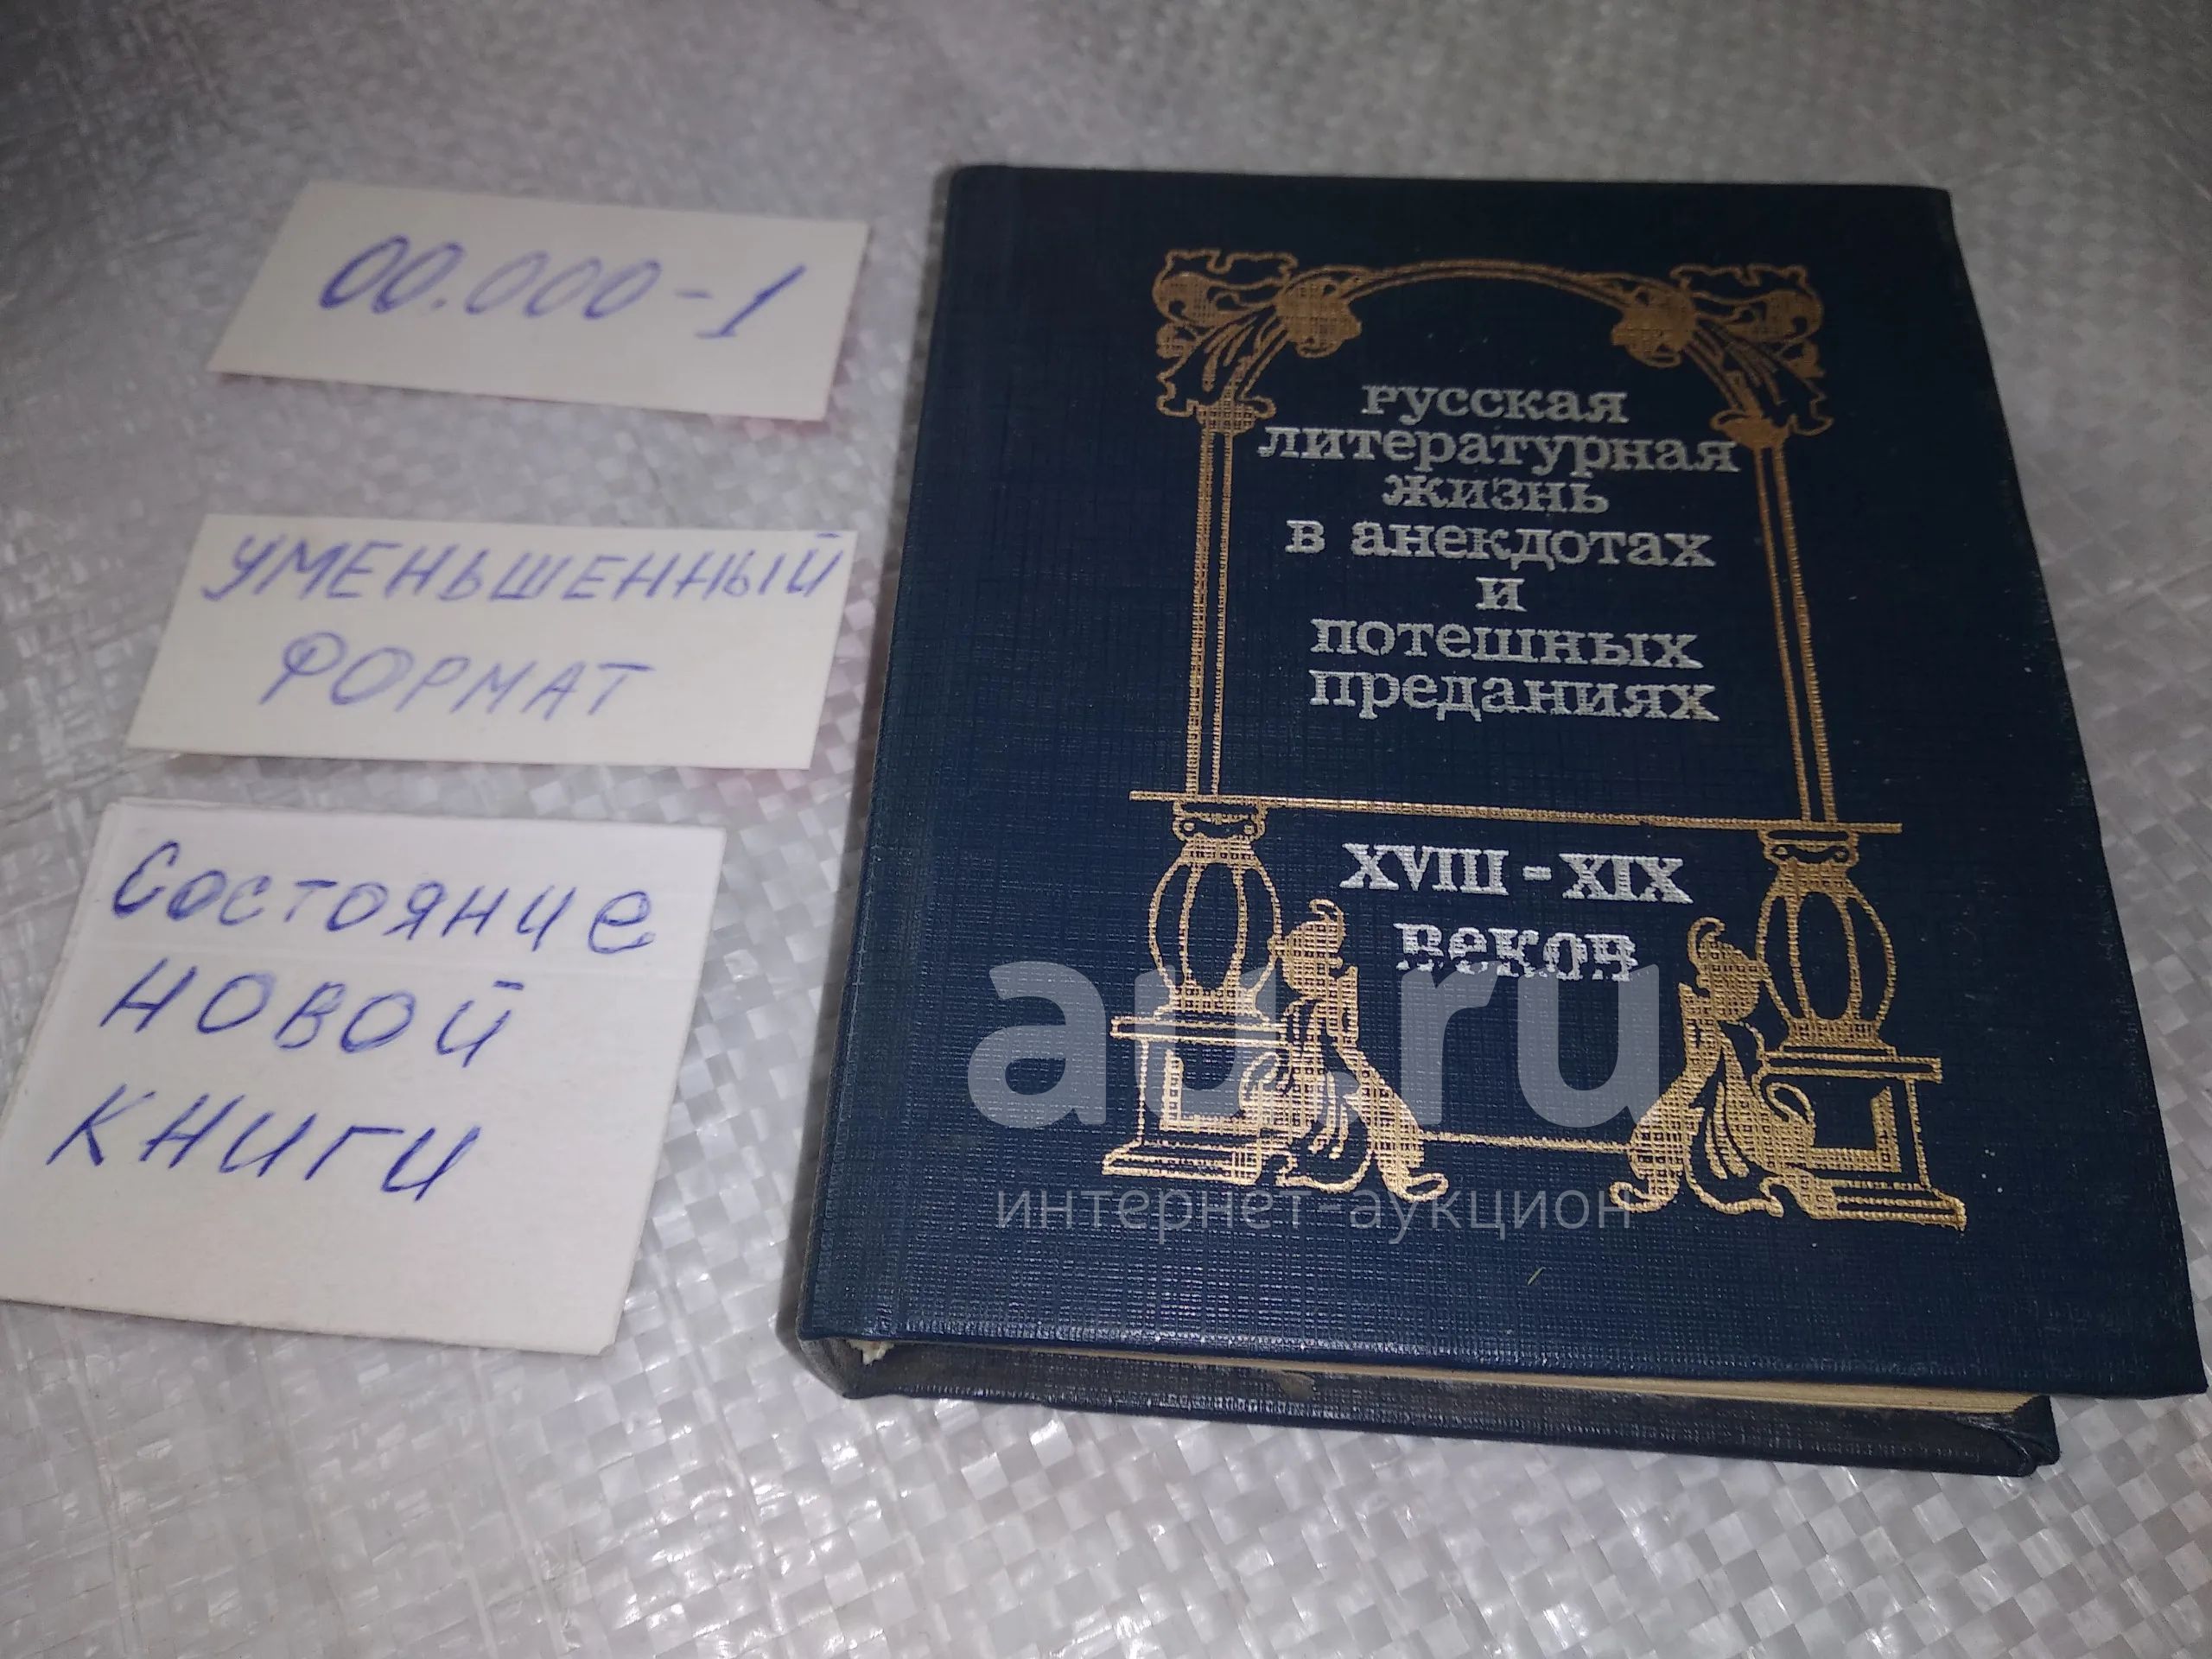 00.000-1
УМЕНЬШЕННЫЙ
ФОРМАТ
Состояние
новой
книги
русская
литературная
жизнь
в анекдотах
и
потешных
преданиях
XVIII-XIX
веков
au.ru
интернет-аукцион